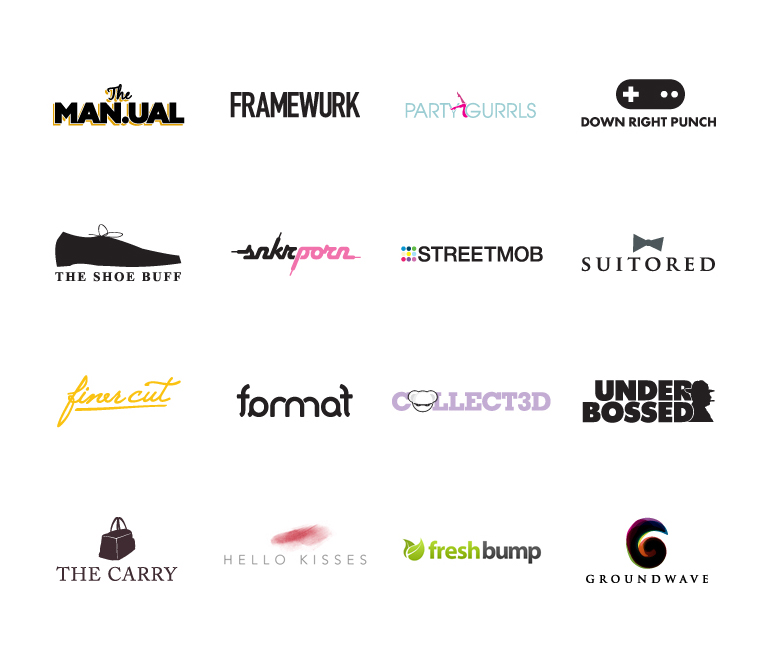 The
MAN.UAL
FRAMEWURK
PARTYGURRLS
DOWN RIGHT PUNCH
THE SHOE BUFF
snkrporn
STREETMOB
SUITORED
finer cut
format
COLLECT3D
UNDER
BOSSED
THE CARRY
HELLO KISSES
freshbump
GROUNDWAVE